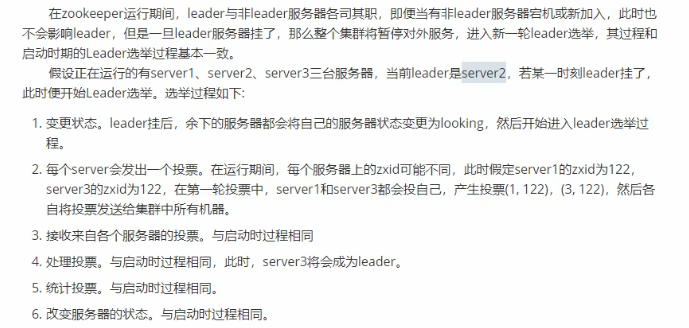 在zookeeper运行期间，leader与非leader服务器各司其职，即便当有非leader服务器宕机或新加入，此时也
不会影响leader，但是一旦leader服务器挂了，那么整个集群将暂停对外服务，进入新一轮leader选举，其过程和
启动时期的Leader选举过程基本一致。
假设正在运行的有server1、server2、server3三台服务器，当前leader是server2，若某一时刻leader挂了，
此时便开始Leader选举。选举过程如下:
1. 变更状态。leader挂后，余下的服务器都会将自己的服务器状态变更为looking，然后开始进入leader选举过
程。
2. 每个server会发出一个投票。在运行期间，每个服务器上的zxid可能不同，此时假定server1的zxid为122，
server3的zxid为122，在第一轮投票中，server1和server3都会投自己，产生投票(1, 122)，(3, 122)，然后各
自将投票发送给集群中所有机器。
3. 接收来自各个服务器的投票。与启动时过程相同
4. 处理投票。与启动时过程相同，此时，server3将会成为leader。
5. 统计投票。与启动时过程相同。
6. 改变服务器的状态。与启动时过程相同。